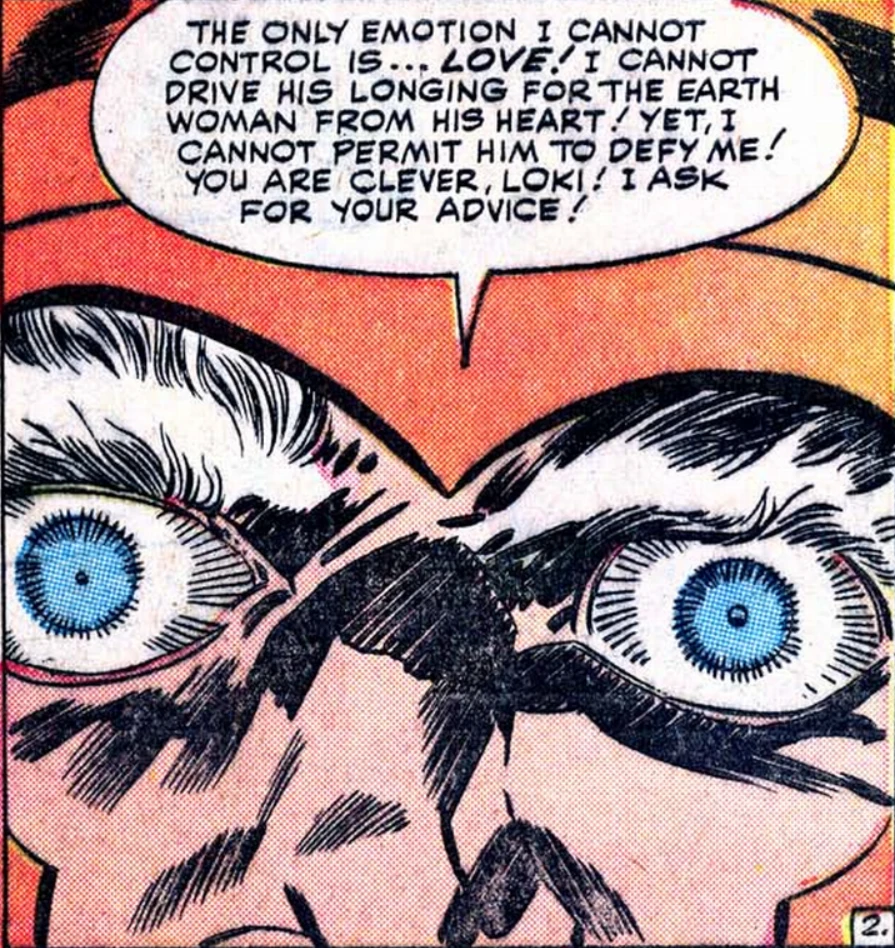 THE ONLY EMOTION I CANNOT
CONTROL IS... LOVE! I CANNOT
DRIVE HIS LONGING FOR THE EARTH
WOMAN FROM HIS HEART! YET, I
CANNOT PERMIT HIM TO DEFY ME!
YOU ARE CLEVER, LOKI! I ASK
FOR YOUR ADVICE!
2.